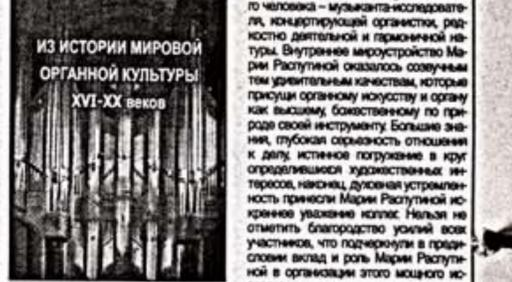 ИЗ ИСТОРИИ МИРОВОЙ
ОРГАННОЙ КУЛЬТУРЫ
XVI-XX веков
го человека – музыканта-исследовате-
ля, концертирующей органистки, ред-
костно деятельной и гармоничной на-
туры. Внутреннее мироустройство Ма-
рии Распутиной оказалось созвучным
тем удивительным качествам, которые
присущи органному искусству и органу
как высшему, божественному по при-
роде своей инструменту. Большие зна-
ния, глубокая серьезность отношения
к делу, истинное погружение в круг
определившихся художественных ин-
тересов, наконец, духовная устремлен-
ность принесли Марии Распутиной ис-
креннее уважение коллег. Нельзя не
отметить благородство усилий всех
участников, что подчеркнули в преди-
словии вклад и роль Марии Распути-
ной в организации этого мощного ис-